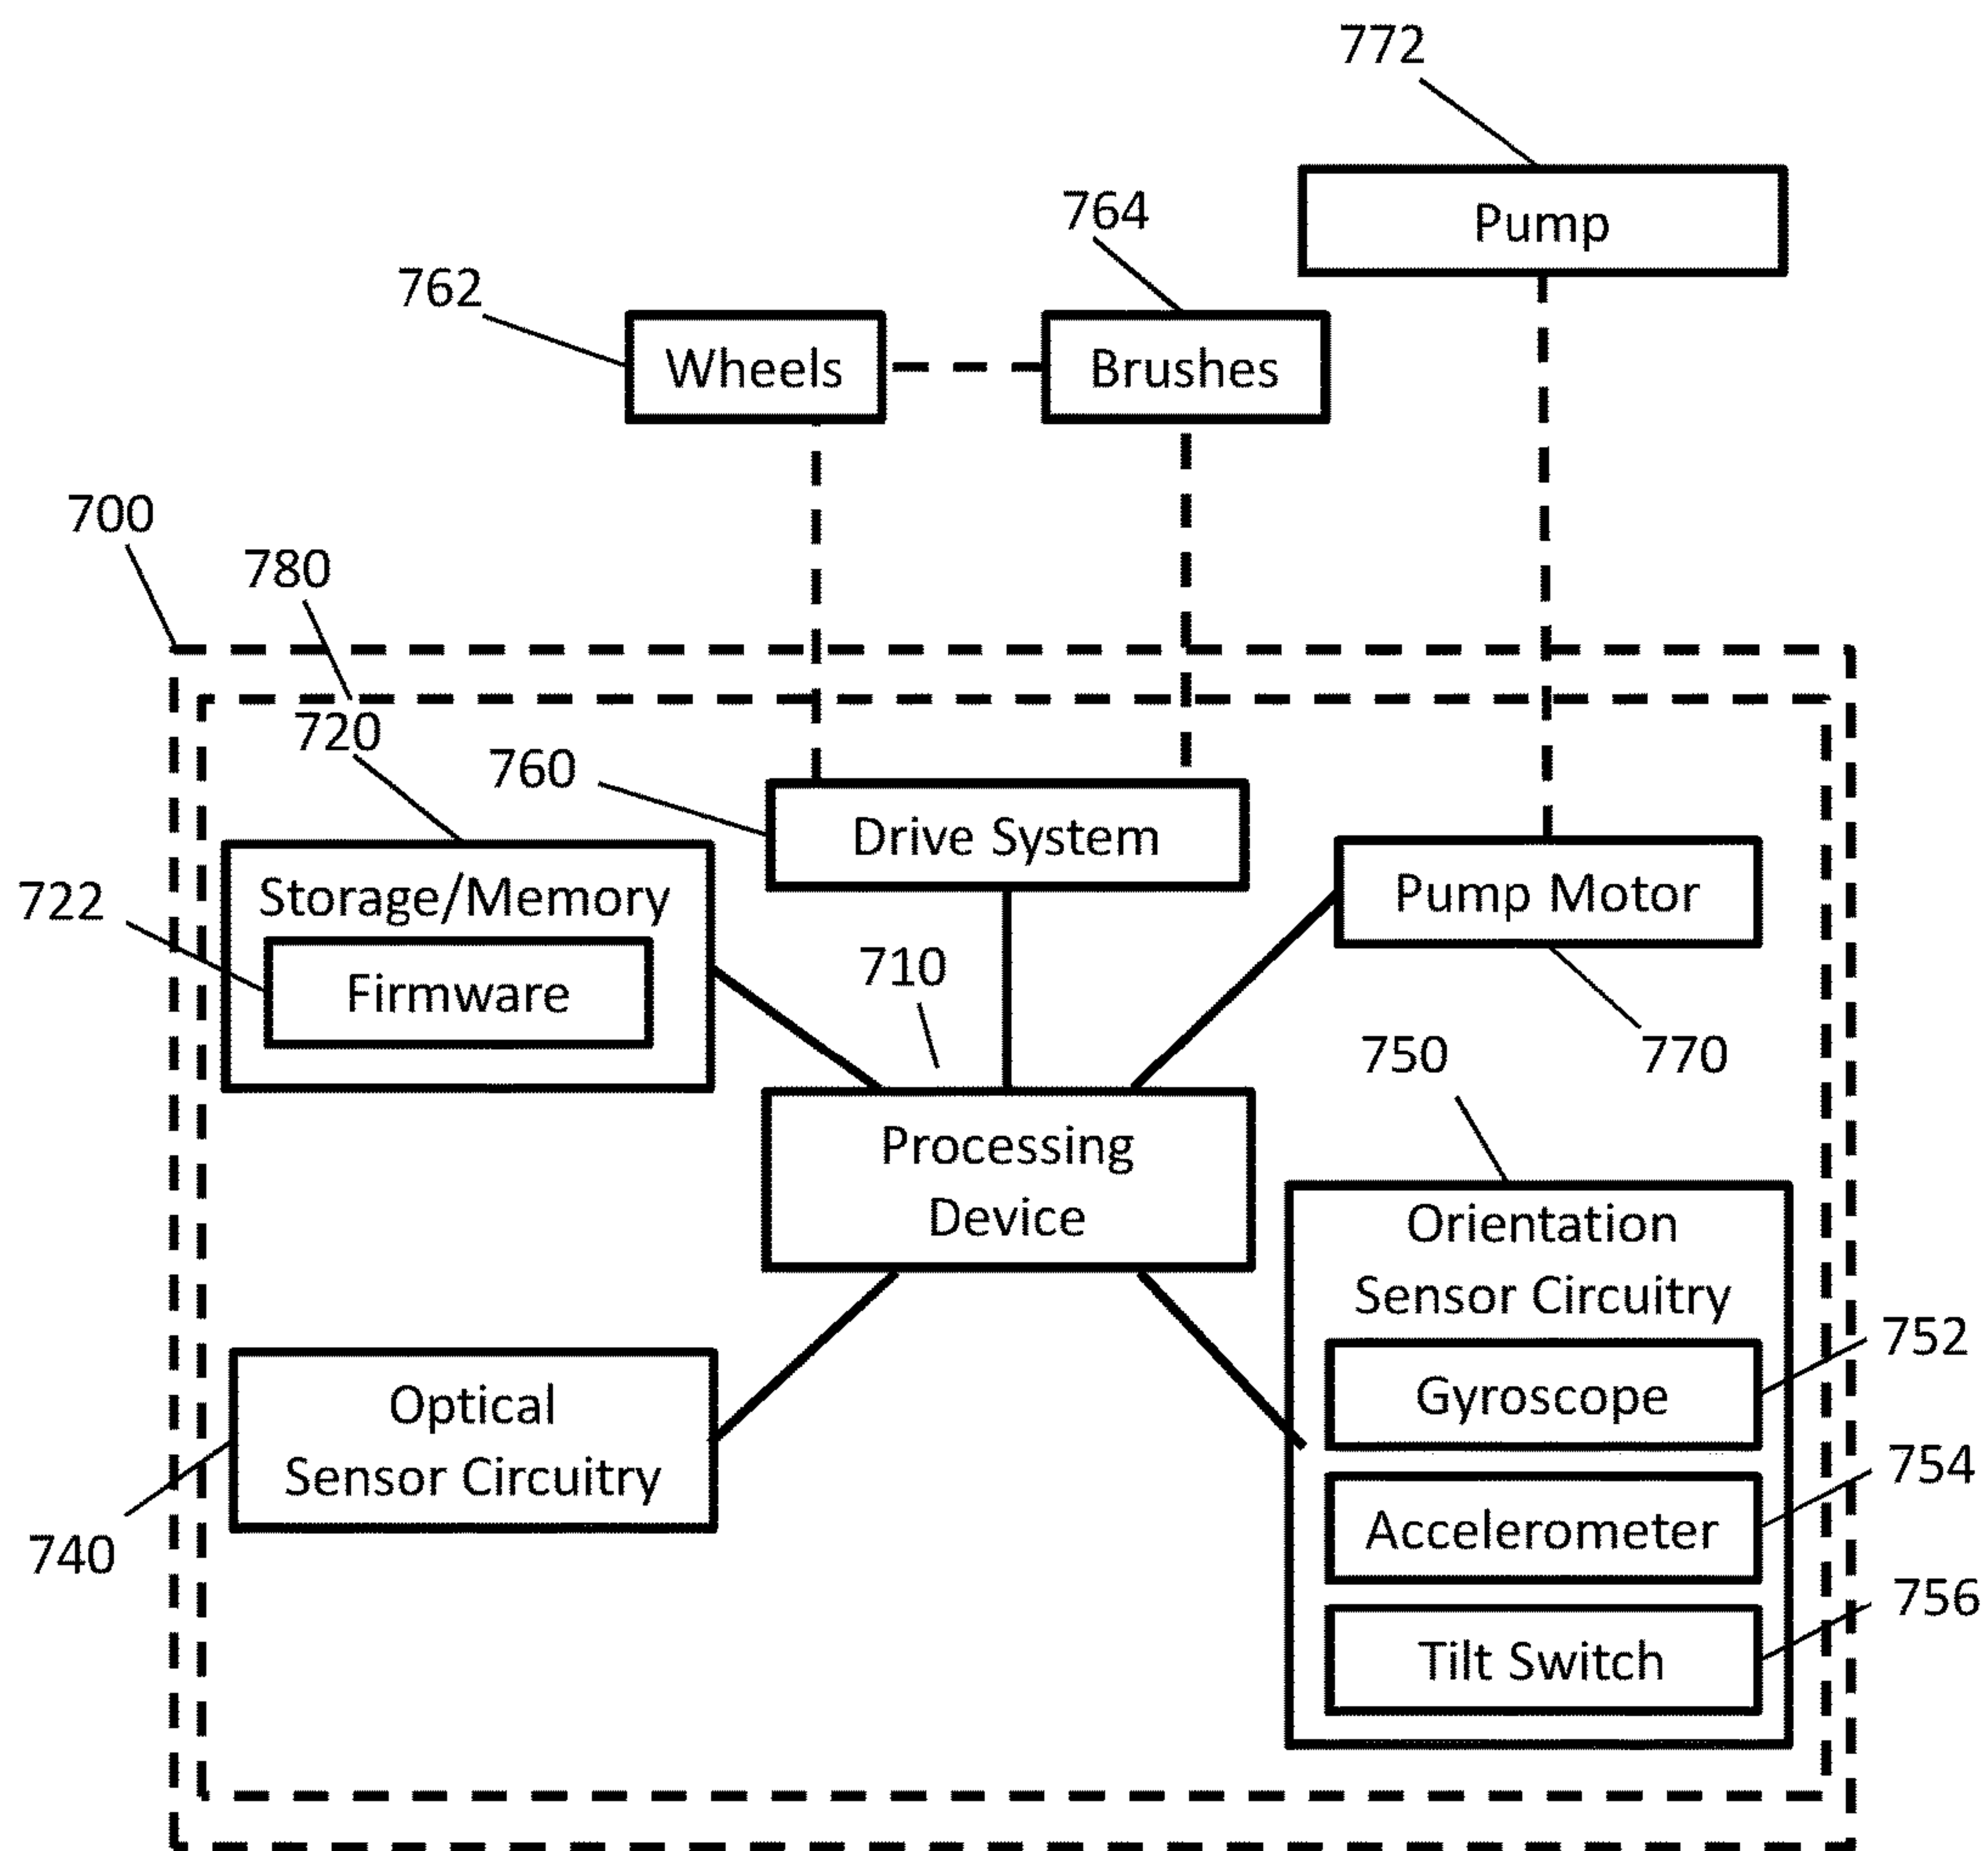 772
Pump
764
762
Wheels
Brushes
700
780
720
760
Drive System
Storage/Memory
722
Pump Motor
Firmware
710
750
770
Processing
Device
Orientation
Sensor Circuitry
752
Gyroscope
Optical
Sensor Circuitry
754
Accelerometer
740
756
Tilt Switch